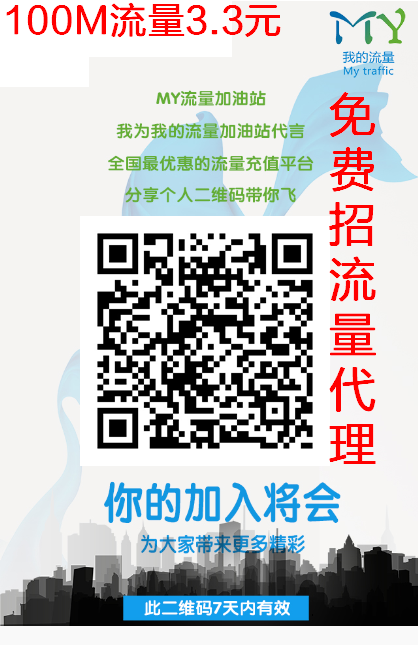 100M流量3.3元
MY
我的流量
My traffic
MY流量加油站
我为我的流量加油站代言
全国最优惠的流量充值平台
分享个人二维码带你飞
免费招流量代理
你的加入将会
为大家带来更多精彩
此二维码7天内有效